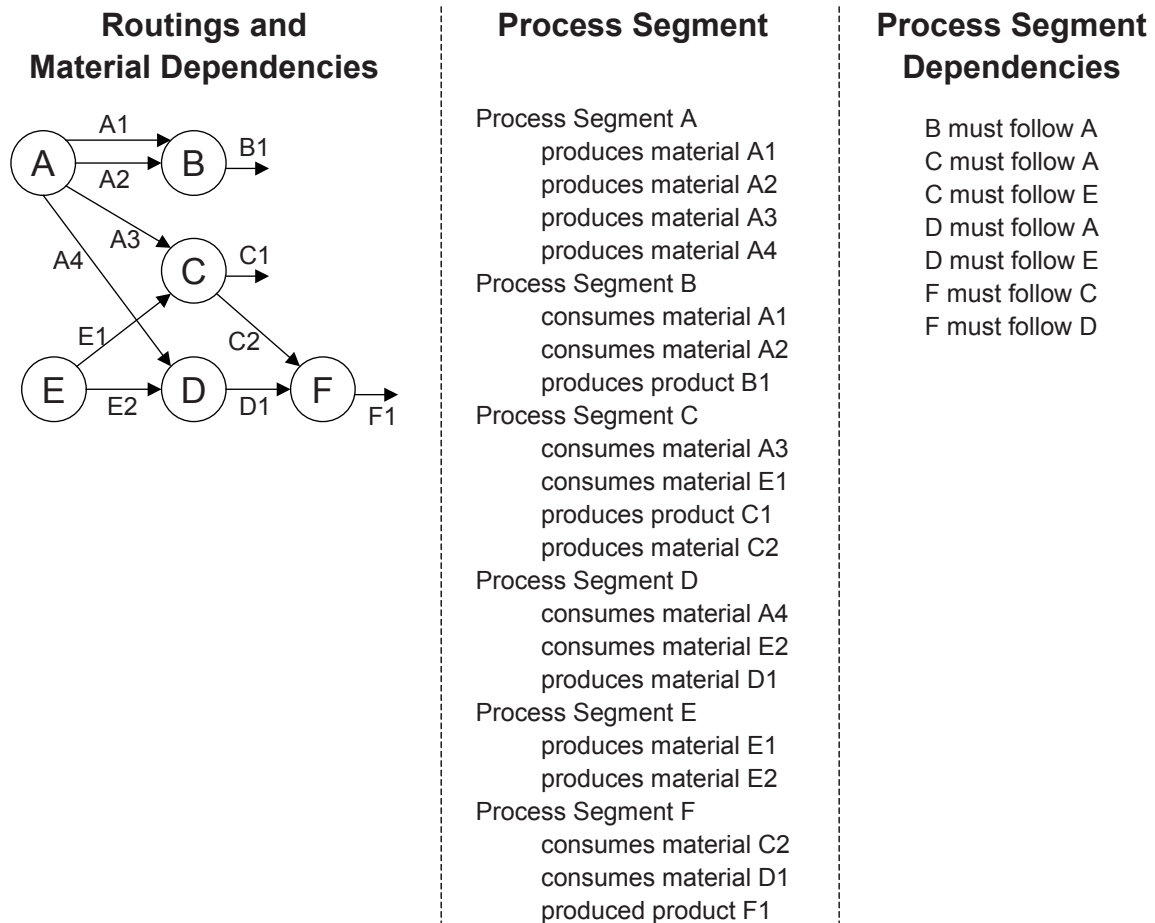 Routings and
Material Dependencies
A1
A
A2
B
B1
A3
A4
C
C1
E1
C2
E
E2
D
D1
F
F1
Process Segment
Process Segment A
produces material A1
produces material A2
produces material A3
produces material A4
Process Segment B
consumes material A1
consumes material A2
produces product B1
Process Segment C
consumes material A3
consumes material E1
produces product C1
produces material C2
Process Segment D
consumes material A4
consumes material E2
produces material D1
Process Segment E
produces material E1
produces material E2
Process Segment F
consumes material C2
consumes material D1
produced product F1
Process Segment
Dependencies
B must follow A
C must follow A
C must follow E
D must follow A
D must follow E
F must follow C
F must follow D